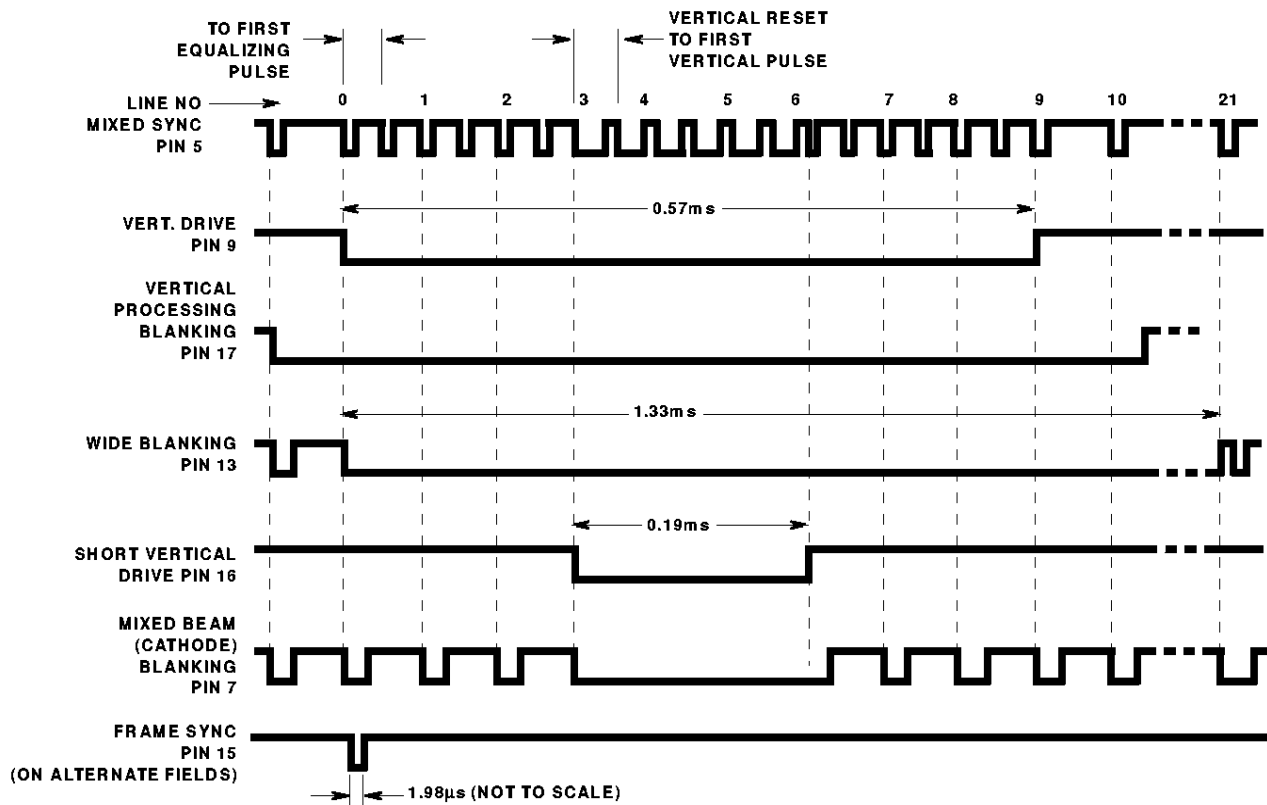 TO FIRST
EQUALIZING
PULSE
VERTICAL RESET
TO FIRST
VERTICAL PULSE
LINE NO
0 1 2 3 4 5 6 7 8 9 10 21
MIXED SYNC
PIN 5
0.57ms
VERT. DRIVE
PIN 9
VERTICAL
PROCESSING
BLANKING
PIN 17
1.33ms
WIDE BLANKING
PIN 13
0.19ms
SHORT VERTICAL
DRIVE PIN 16
MIXED BEAM
(CATHODE)
BLANKING
PIN 7
FRAME SYNC
PIN 15
(ON ALTERNATE FIELDS)
1.98µs (NOT TO SCALE)